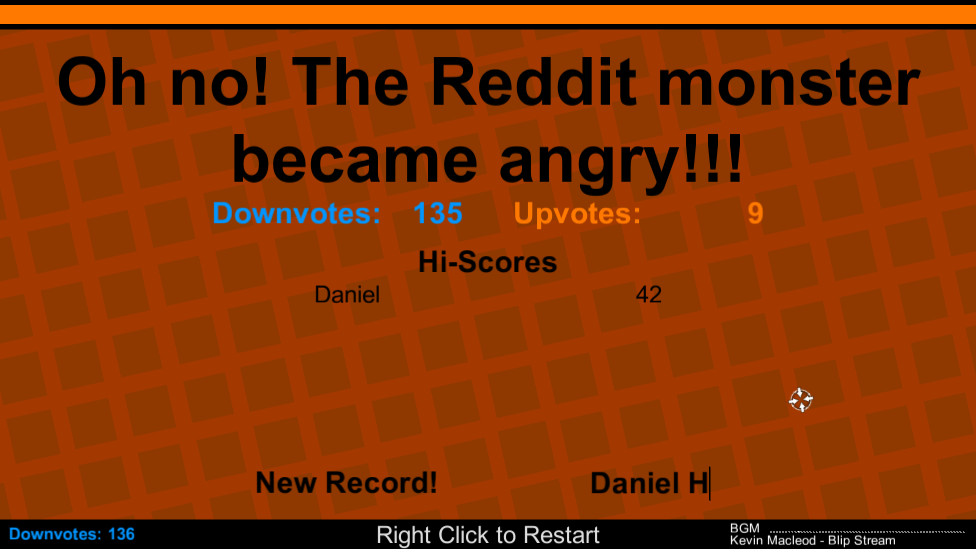 Oh no! The Reddit monster
became angry!!!
Downvotes: 135 Upvotes: 9
Hi-Scores
Daniel 42
New Record! Daniel H
Downvotes: 136 Right Click to Restart BGM
Kevin Macleod - Blip Stream